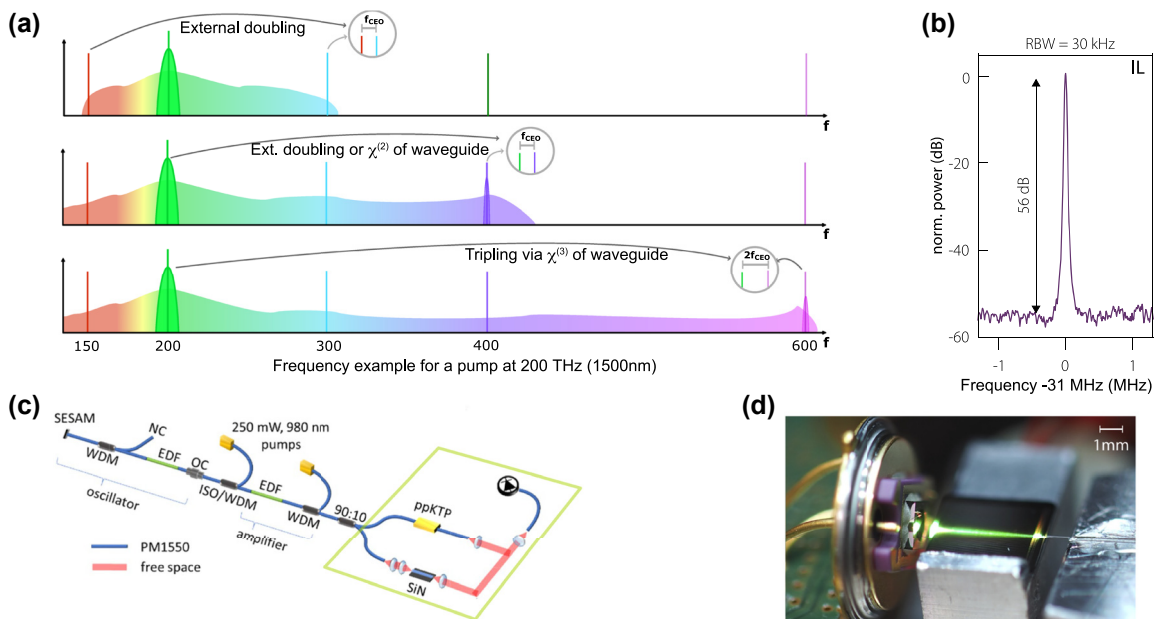 (a)
External doubling
fCEO
f
Ext. doubling or χ(2) of waveguide
fCEO
f
Tripling via χ(3) of waveguide
2fCEO
f
150
200
300
400
600
Frequency example for a pump at 200 THz (1500nm)
(b)
RBW = 30 kHz
IL
norm. power (dB)
0
-20
-40
-60
56 dB
-1
0
1
Frequency -31 MHz (MHz)
(c)
SESAM
NC
WDM
EDF
OC
ISO/WDM
250 mW, 980 nm
pumps
EDF
WDM
90:10
ppKTP
SiN
oscillator
amplifier
PM1550
free space
(d)
1mm